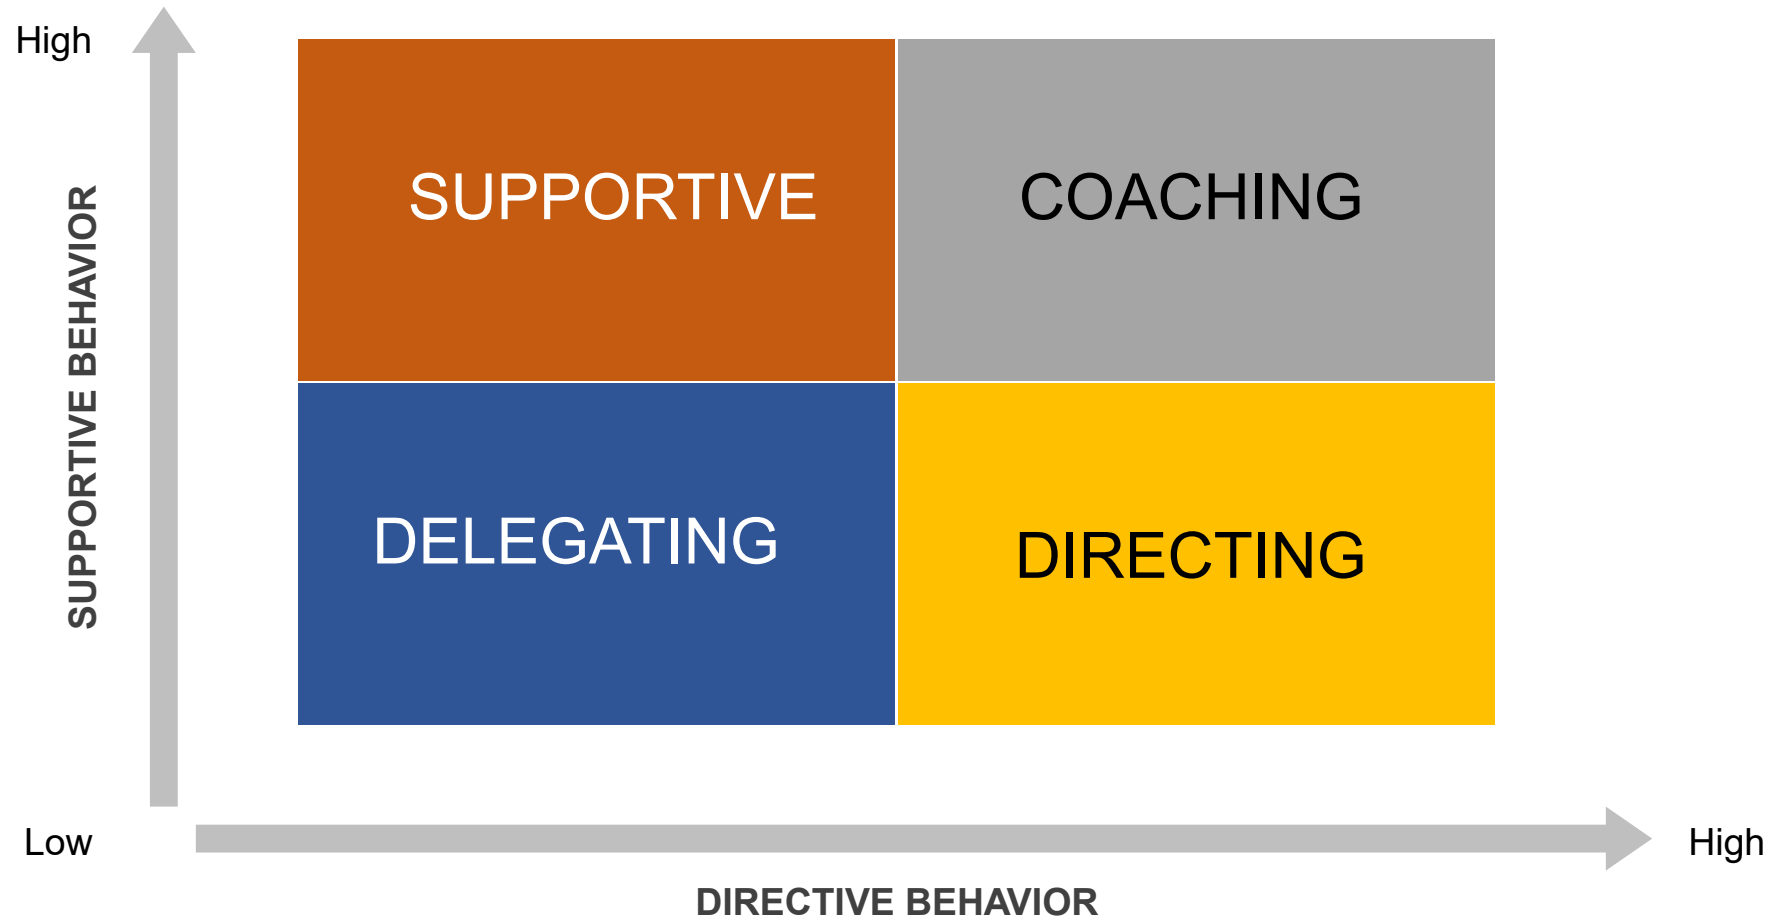 High
SUPPORTIVE BEHAVIOR
SUPPORTIVE
COACHING
DELEGATING
DIRECTING
Low
High
DIRECTIVE BEHAVIOR